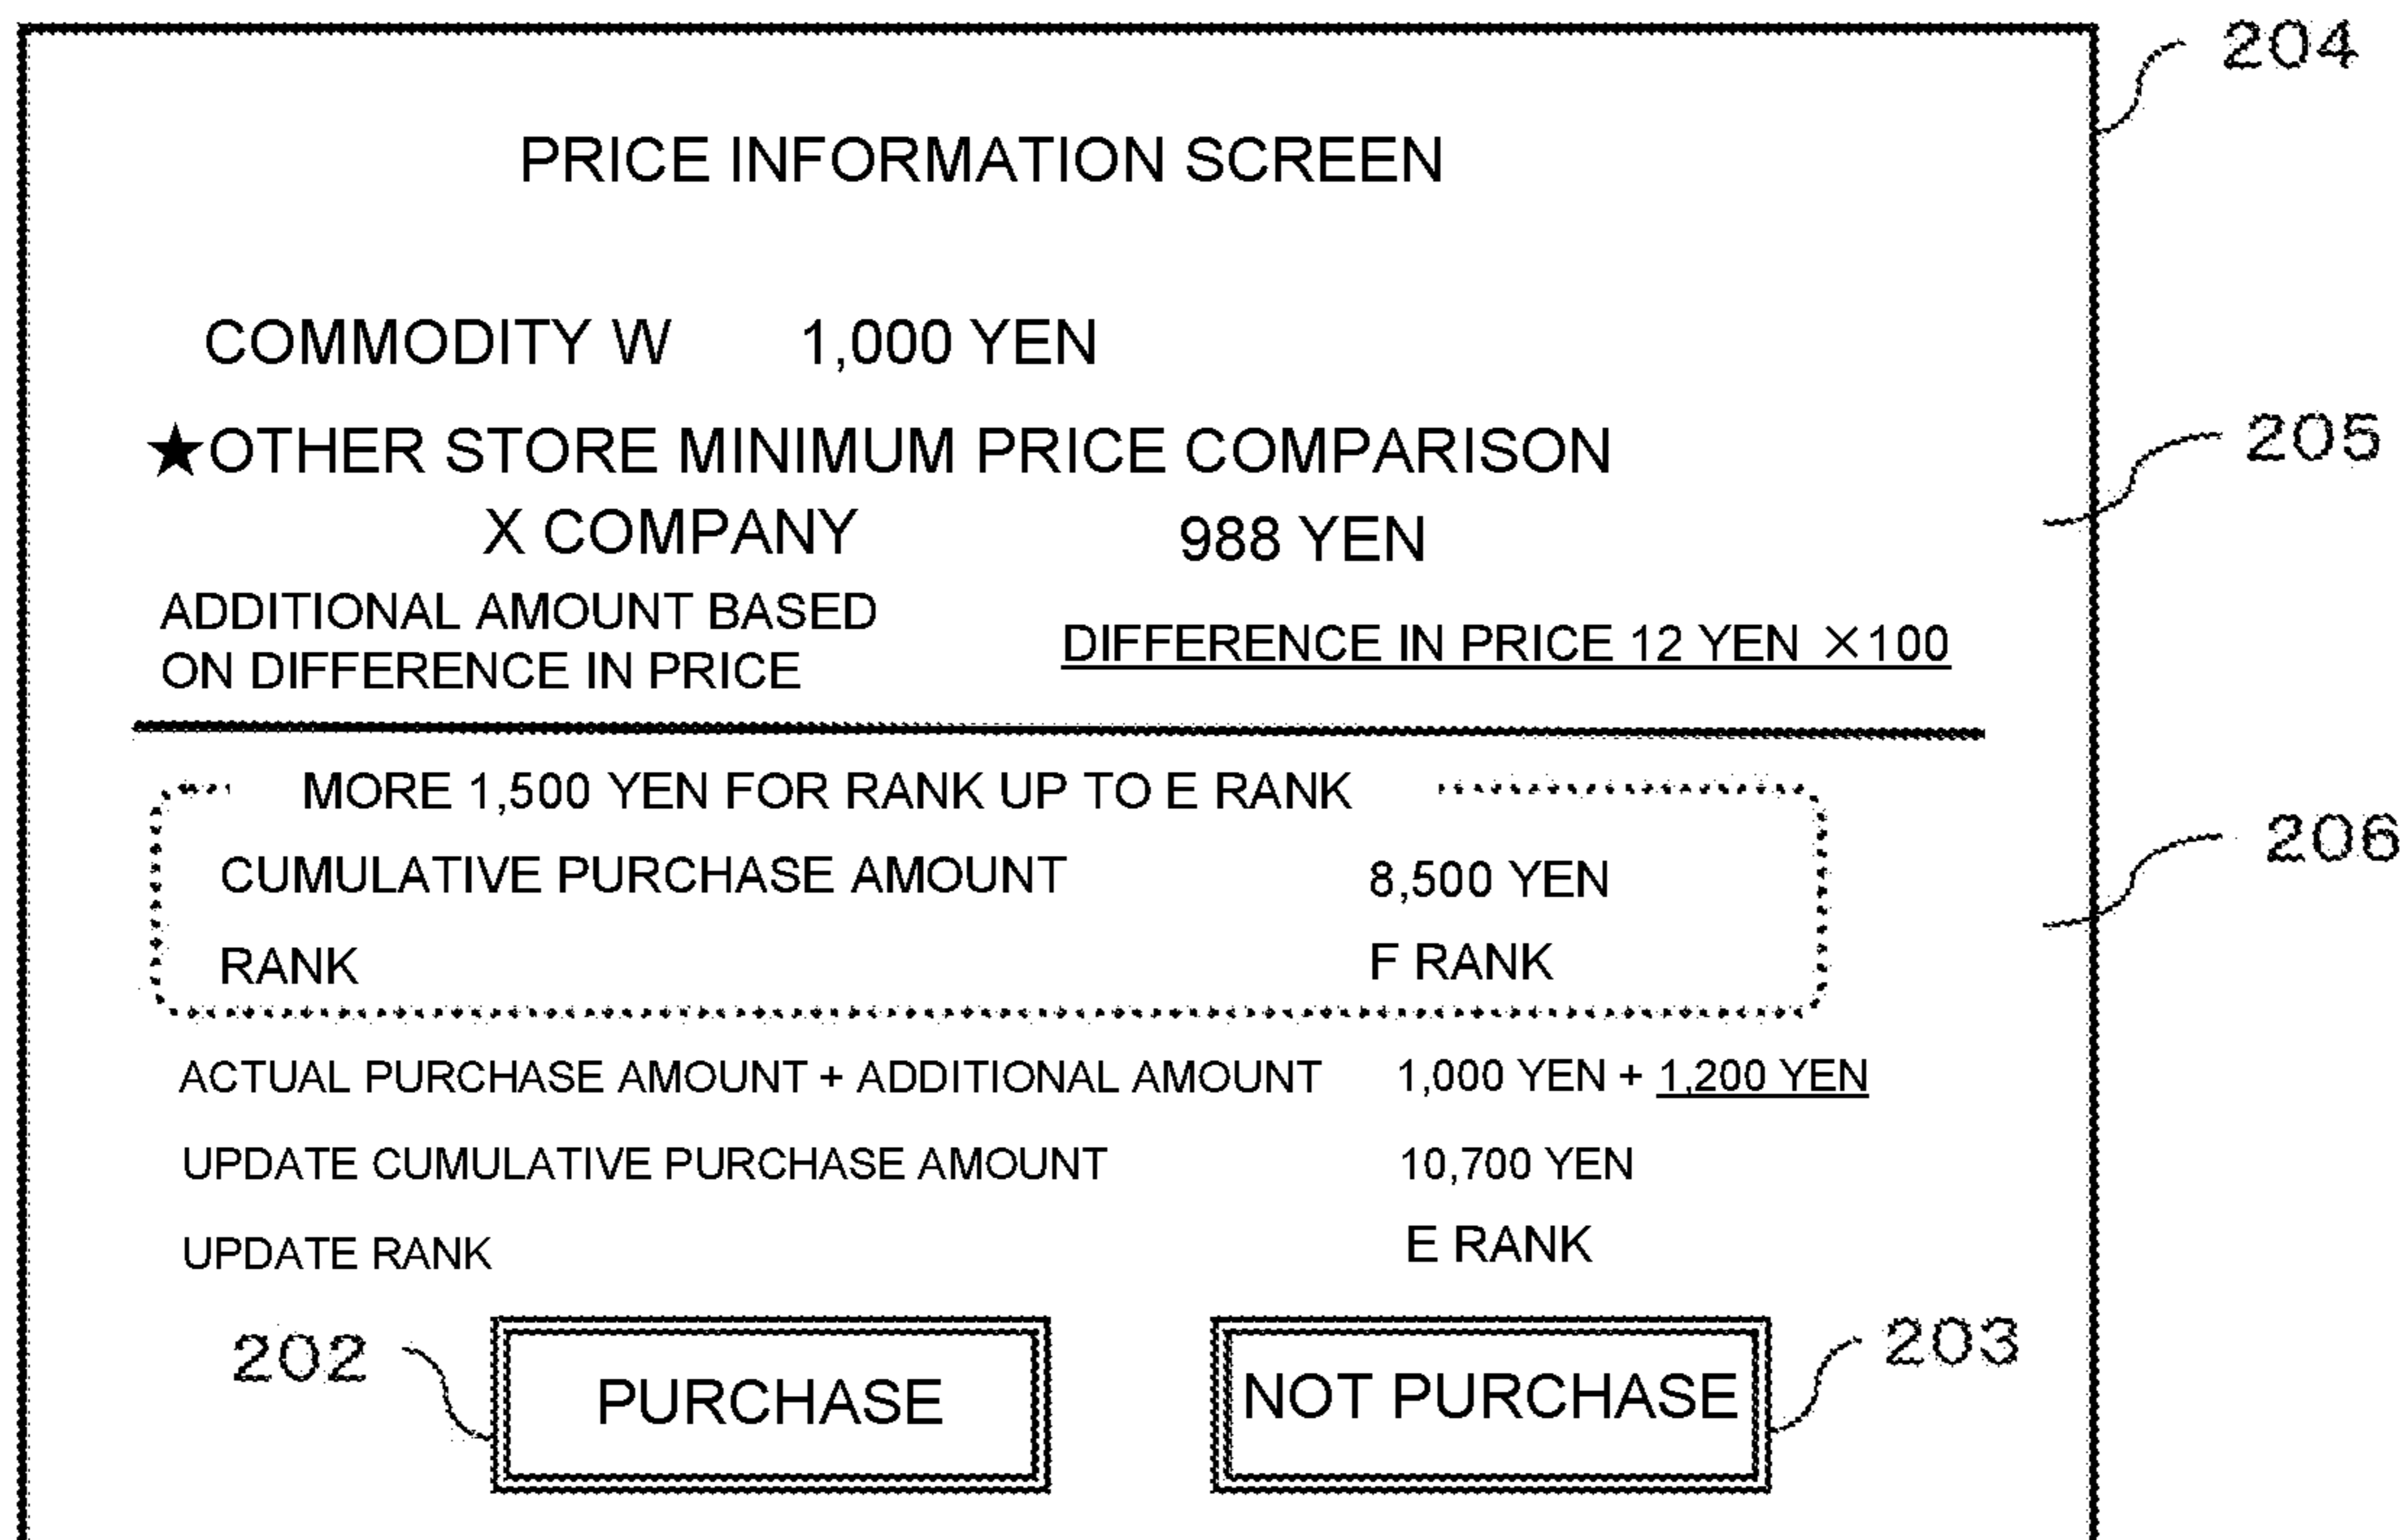 204
PRICE INFORMATION SCREEN
COMMODITY W 1,000 YEN
★OTHER STORE MINIMUM PRICE COMPARISON
205
X COMPANY 988 YEN
ADDITIONAL AMOUNT BASED
ON DIFFERENCE IN PRICE
DIFFERENCE IN PRICE 12 YEN ×100
MORE 1,500 YEN FOR RANK UP TO E RANK
206
CUMULATIVE PURCHASE AMOUNT 8,500 YEN
RANK F RANK
ACTUAL PURCHASE AMOUNT + ADDITIONAL AMOUNT 1,000 YEN + 1,200 YEN
UPDATE CUMULATIVE PURCHASE AMOUNT 10,700 YEN
UPDATE RANK E RANK
202 PURCHASE NOT PURCHASE 203